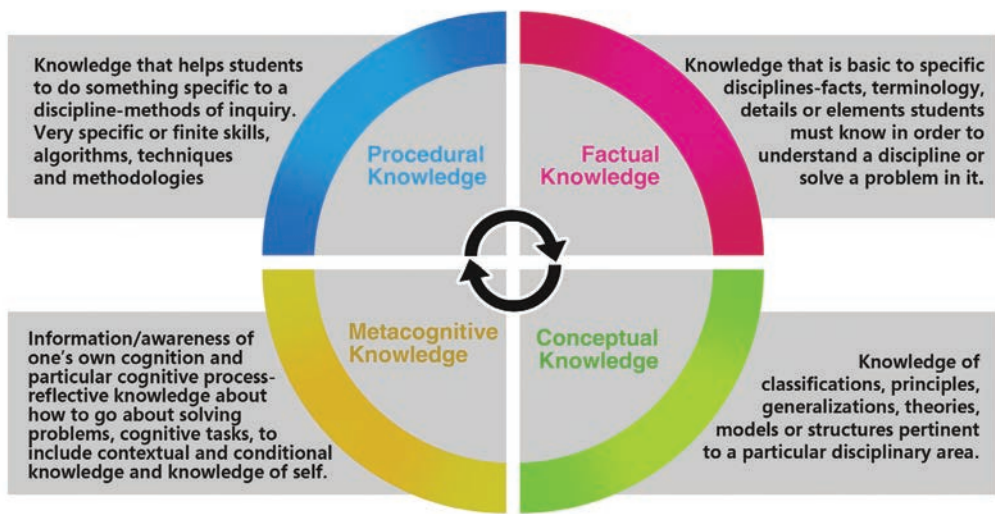 Knowledge that helps students
to do something specific to a
discipline-methods of inquiry.
Very specific or finite skills,
algorithms, techniques
and methodologies
Procedural
Knowledge
Factual
Knowledge
Knowledge that is basic to specific
disciplines-facts, terminology,
details or elements students
must know in order to
understand a discipline or
solve a problem in it.
Information/awareness of
one's own cognition and
particular cognitive process-
reflective knowledge about
how to go about solving
problems, cognitive tasks, to
include contextual and conditional
knowledge and knowledge of self.
Metacognitive
Knowledge
Conceptual
Knowledge
Knowledge of
classifications, principles,
generalizations, theories,
models or structures pertinent
to a particular disciplinary area.